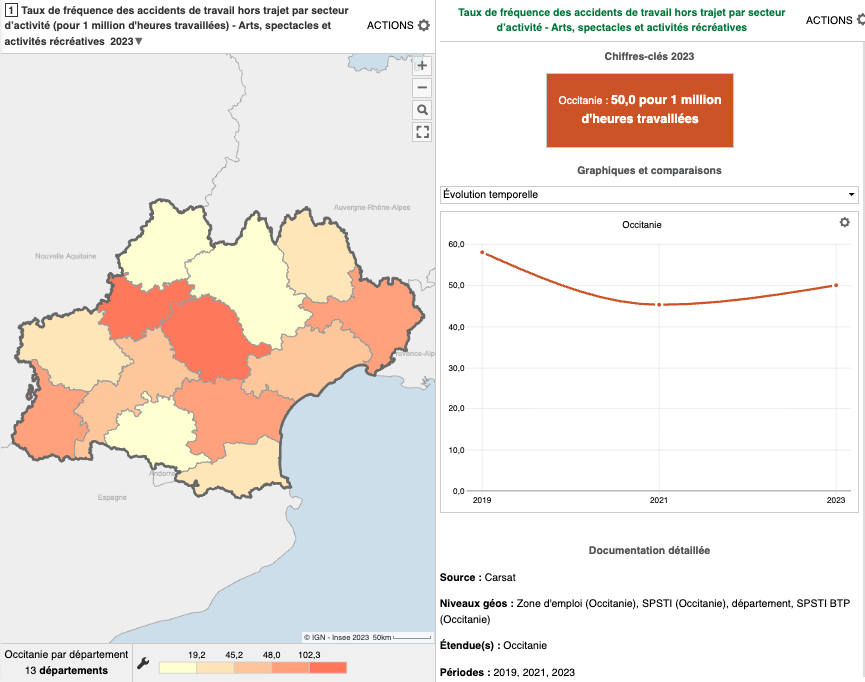 1 Taux de fréquence des accidents de travail hors trajet par secteur
d'activité (pour 1 million d'heures travaillées) - Arts, spectacles et
activités récréatives 2023▼
ACTIONS
Auvergne-Rhône-Alpes
Nouvelle Aquitaine
Provence-Alp
Andorre
Espagne
© IGN - Insee 2023 50km
Occitanie par département
13 départements
19,2 45,2 48,0 102,3
Taux de fréquence des accidents de travail hors trajet par secteur
d'activité - Arts, spectacles et activités récréatives
ACTIONS
Chiffres-clés 2023
Occitanie : 50,0 pour 1 million
d'heures travaillées
Graphiques et comparaisons
Évolution temporelle
Occitanie
60,0
50,0
40,0
30,0
20,0
10,0
0,0
2019 2021 2023
Documentation détaillée
Source : Carsat
Niveaux géos : Zone d'emploi (Occitanie), SPSTI (Occitanie), département, SPSTI BTP
(Occitanie)
Étendue(s) : Occitanie
Périodes : 2019, 2021, 2023